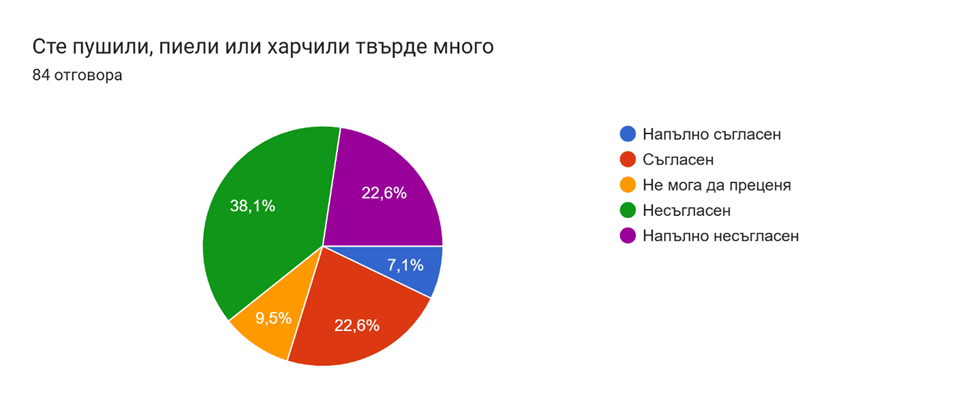 Сте пушили, пиели или харчили твърде много
84 отговора
38,1%
22,6%
7,1%
9,5%
22,6%
Напълно съгласен
Съгласен
Не мога да преценя
Несъгласен
Напълно несъгласен